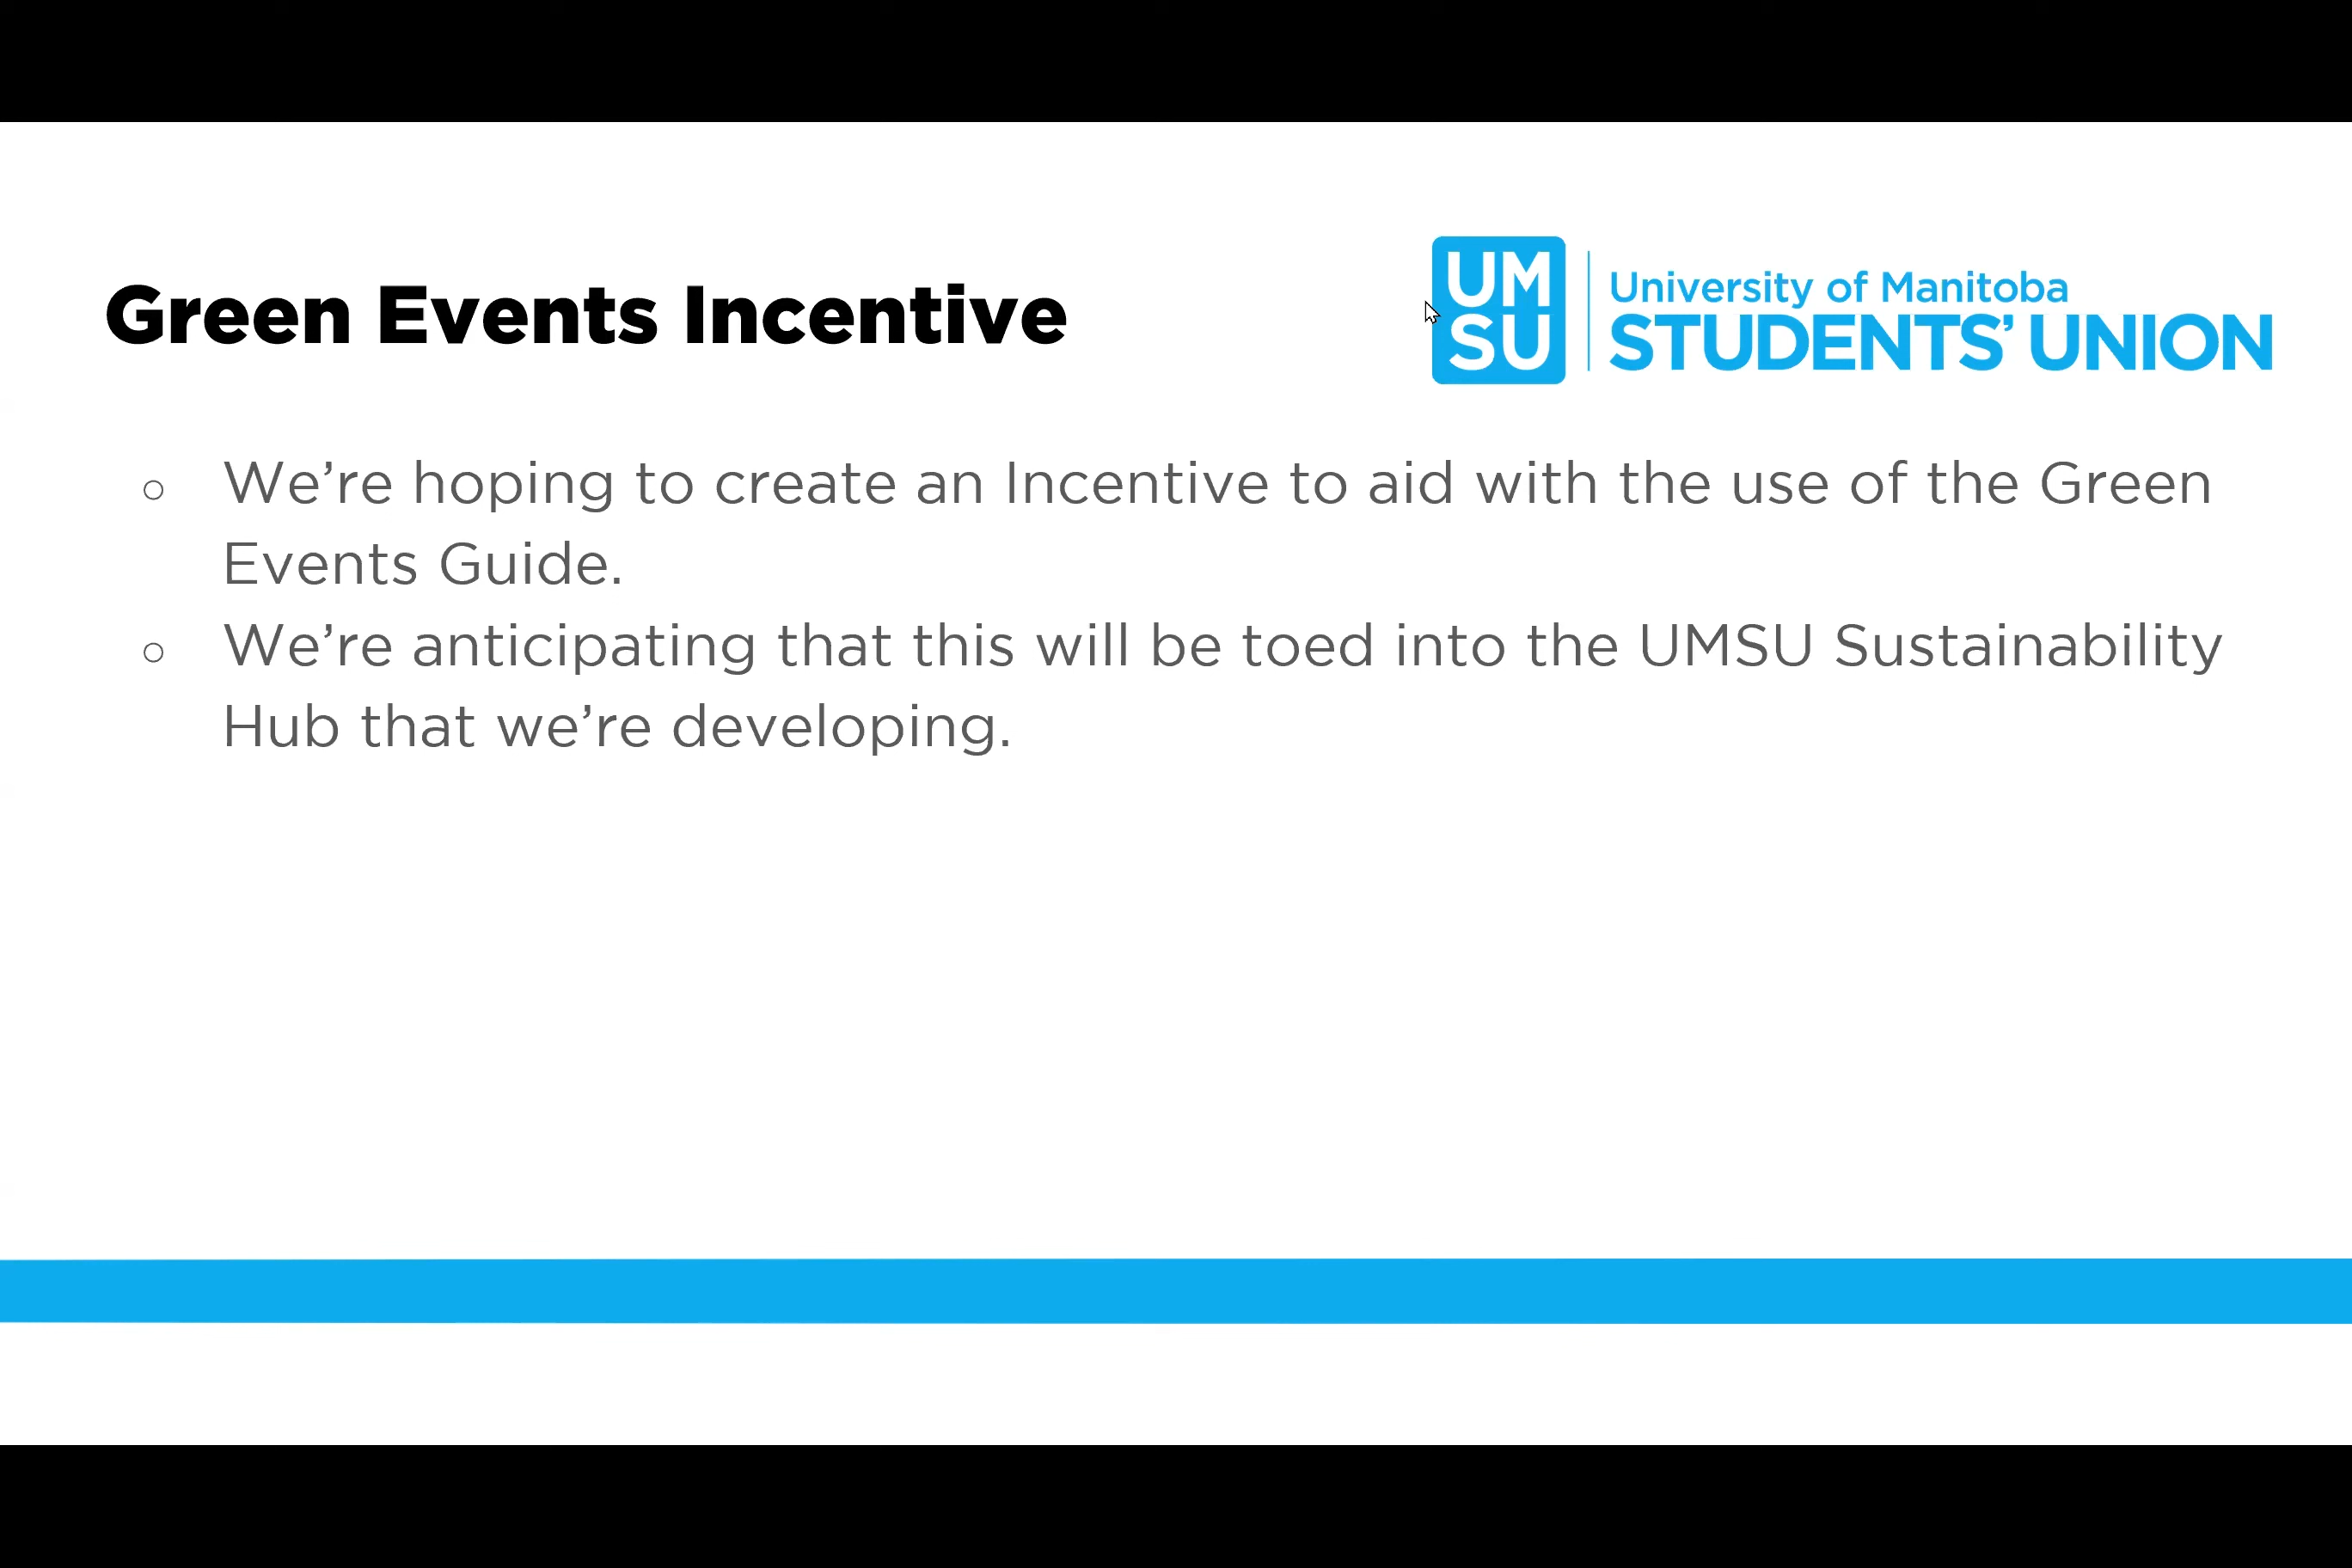 Green Events Incentive
UM
SU
University of Manitoba
STUDENTS’ UNION
○ We’re hoping to create an Incentive to aid with the use of the Green
Events Guide.
○ We’re anticipating that this will be toed into the UMSU Sustainability
Hub that we’re developing.